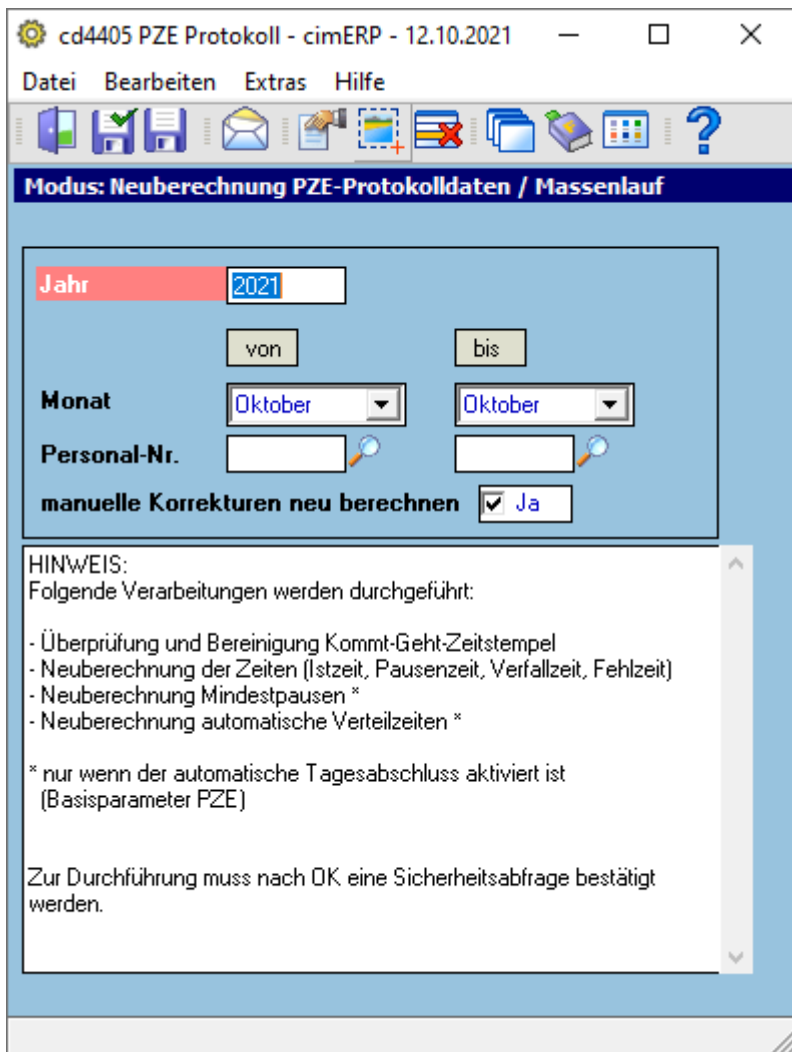 cd4405 PZE Protokoll - cimERP - 12.10.2021
Datei Bearbeiten Extras Hilfe
Modus: Neuberechnung PZE-Protokolldaten / Massenlauf
Jahr 2021
von bis
Monat Oktober Oktober
Personal-Nr.
manuelle Korrekturen neu berechnen Ja
HINWEIS:
Folgende Verarbeitungen werden durchgeführt:
- Überprüfung und Bereinigung Kommt-Geht-Zeitstempel
- Neuberechnung der Zeiten (Istzeit, Pausenzeit, Verfallzeit, Fehlzeit)
- Neuberechnung Mindestpausen *
- Neuberechnung automatische Verteilzeiten *
* nur wenn der automatische Tagesabschluss aktiviert ist
(Basisparameter PZE)
Zur Durchführung muss nach OK eine Sicherheitsabfrage bestätigt
werden.